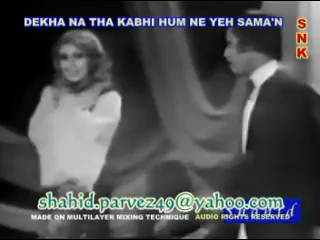 DEKHA NA THA KABHI HUM NE YEH SAMA'N
S
N
K
shahid.parvez49@yahoo.com
MADE ON MULTILAYER MIXING TECHNIQUE AUDIO RIGHTS RESERVED